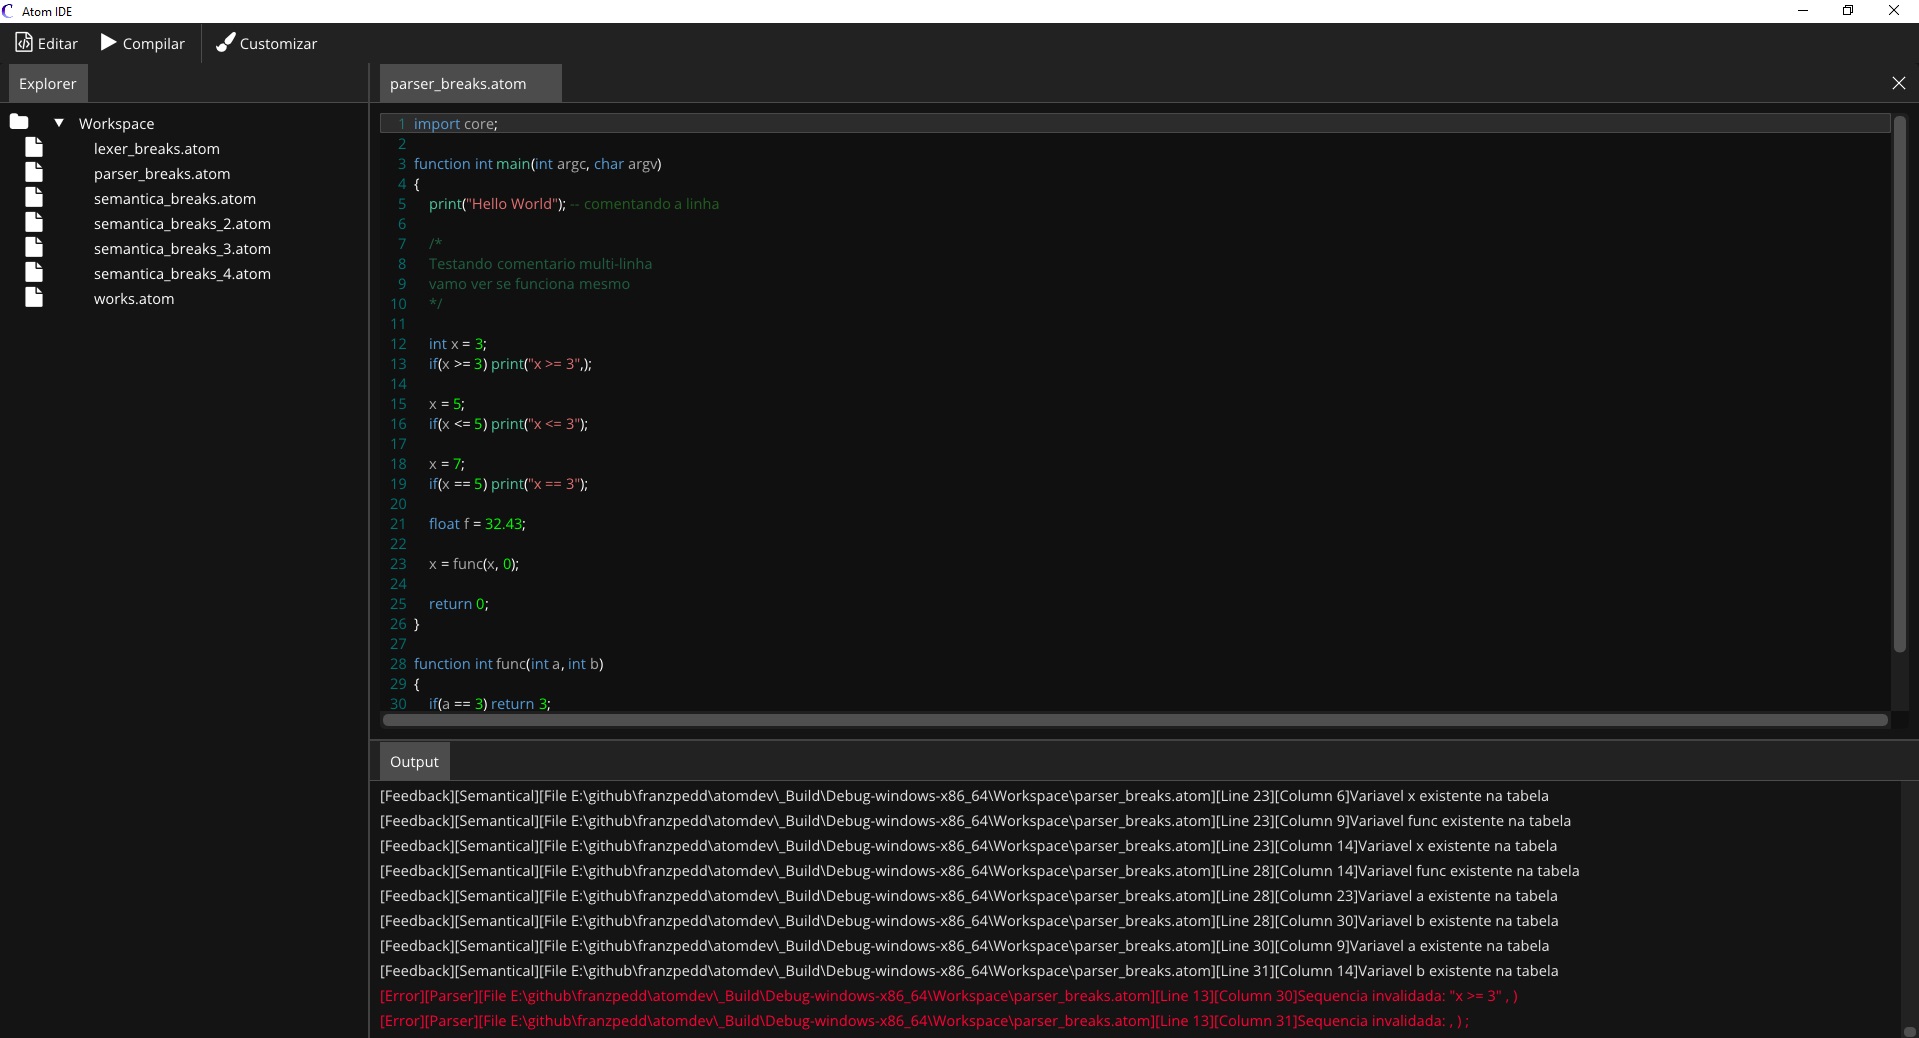 Atom IDE
Editar Compilar Customizar
Explorer
Workspace
lexer_breaks.atom
parser_breaks.atom
semantica_breaks.atom
semantica_breaks_2.atom
semantica_breaks_3.atom
semantica_breaks_4.atom
works.atom
parser_breaks.atom
1 import core;
2
3 function int main(int argc, char argv)
4 {
5 print("Hello World"); -- comentando a linha
6
7 /*
8 Testando comentario multi-linha
9 vamo ver se funciona mesmo
10 */
11
12 int x = 3;
13 if(x >= 3) print("x >= 3",);
14
15 x = 5;
16 if(x <= 5) print("x <= 3");
17
18 x = 7;
19 if(x == 5) print("x == 3");
20
21 float f = 32.43;
22
23 x = func(x, 0);
24
25 return 0;
26 }
27
28 function int func(int a, int b)
29 {
30 if(a == 3) return 3;
Output
[Feedback][Semantical][File E:\github\franzpedd\atomdev\_Build\Debug-windows-x86_64\Workspace\parser_breaks.atom][Line 23][Column 6]Variavel x existente na tabela
[Feedback][Semantical][File E:\github\franzpedd\atomdev\_Build\Debug-windows-x86_64\Workspace\parser_breaks.atom][Line 23][Column 9]Variavel func existente na tabela
[Feedback][Semantical][File E:\github\franzpedd\atomdev\_Build\Debug-windows-x86_64\Workspace\parser_breaks.atom][Line 23][Column 14]Variavel x existente na tabela
[Feedback][Semantical][File E:\github\franzpedd\atomdev\_Build\Debug-windows-x86_64\Workspace\parser_breaks.atom][Line 28][Column 14]Variavel func existente na tabela
[Feedback][Semantical][File E:\github\franzpedd\atomdev\_Build\Debug-windows-x86_64\Workspace\parser_breaks.atom][Line 28][Column 23]Variavel a existente na tabela
[Feedback][Semantical][File E:\github\franzpedd\atomdev\_Build\Debug-windows-x86_64\Workspace\parser_breaks.atom][Line 28][Column 30]Variavel b existente na tabela
[Feedback][Semantical][File E:\github\franzpedd\atomdev\_Build\Debug-windows-x86_64\Workspace\parser_breaks.atom][Line 30][Column 9]Variavel a existente na tabela
[Feedback][Semantical][File E:\github\franzpedd\atomdev\_Build\Debug-windows-x86_64\Workspace\parser_breaks.atom][Line 31][Column 14]Variavel b existente na tabela
[Error][Parser][File E:\github\franzpedd\atomdev\_Build\Debug-windows-x86_64\Workspace\parser_breaks.atom][Line 13][Column 30]Sequencia invalidada: "x >= 3" , )
[Error][Parser][File E:\github\franzpedd\atomdev\_Build\Debug-windows-x86_64\Workspace\parser_breaks.atom][Line 13][Column 31]Sequencia invalidada: , ) ;